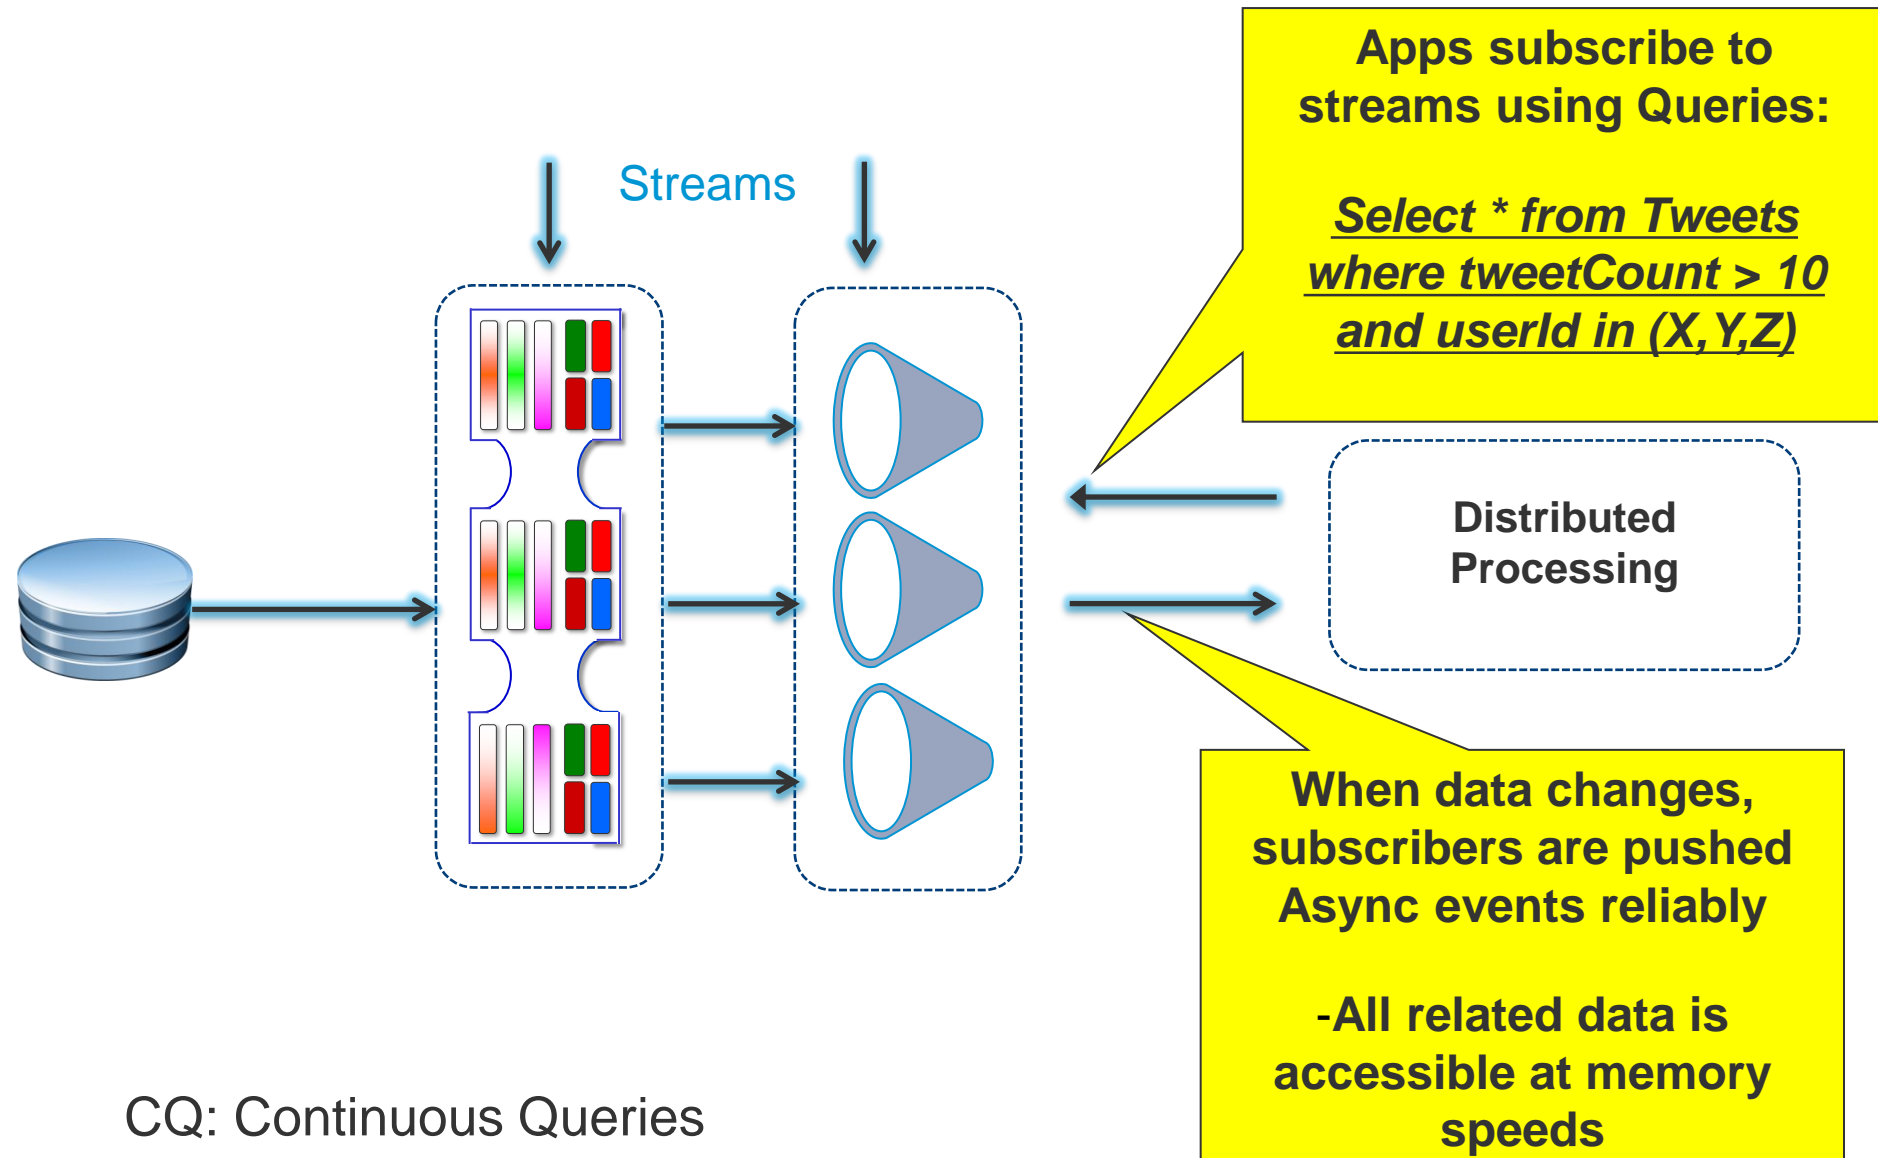 Apps subscribe to
streams using Queries:
Select * from Tweets
where tweetCount > 10
and userId in (X,Y,Z)
Streams
Distributed
Processing
When data changes,
subscribers are pushed
Async events reliably
-All related data is
accessible at memory
speeds
CQ: Continuous Queries